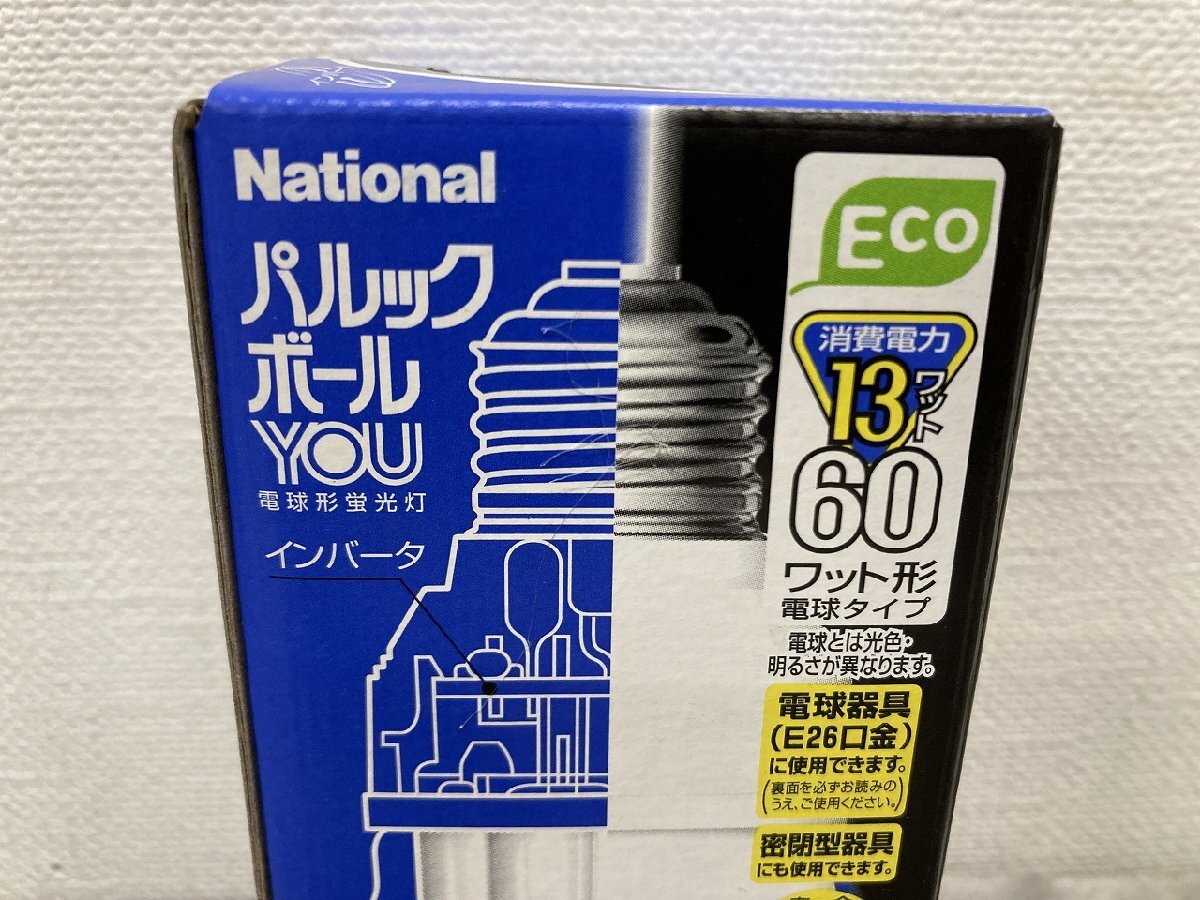 National
パルック
ボール
YOU
電球形蛍光灯
インバータ
ECO
消費電力
13ワット
60
ワット形
電球タイプ
電球とは光色・
明るさが異なります。
電球器具
(E26口金)
に使用できます。
(裏面を必ずお読みの
うえ、ご使用ください。)
密閉型器具
にも使用できます。